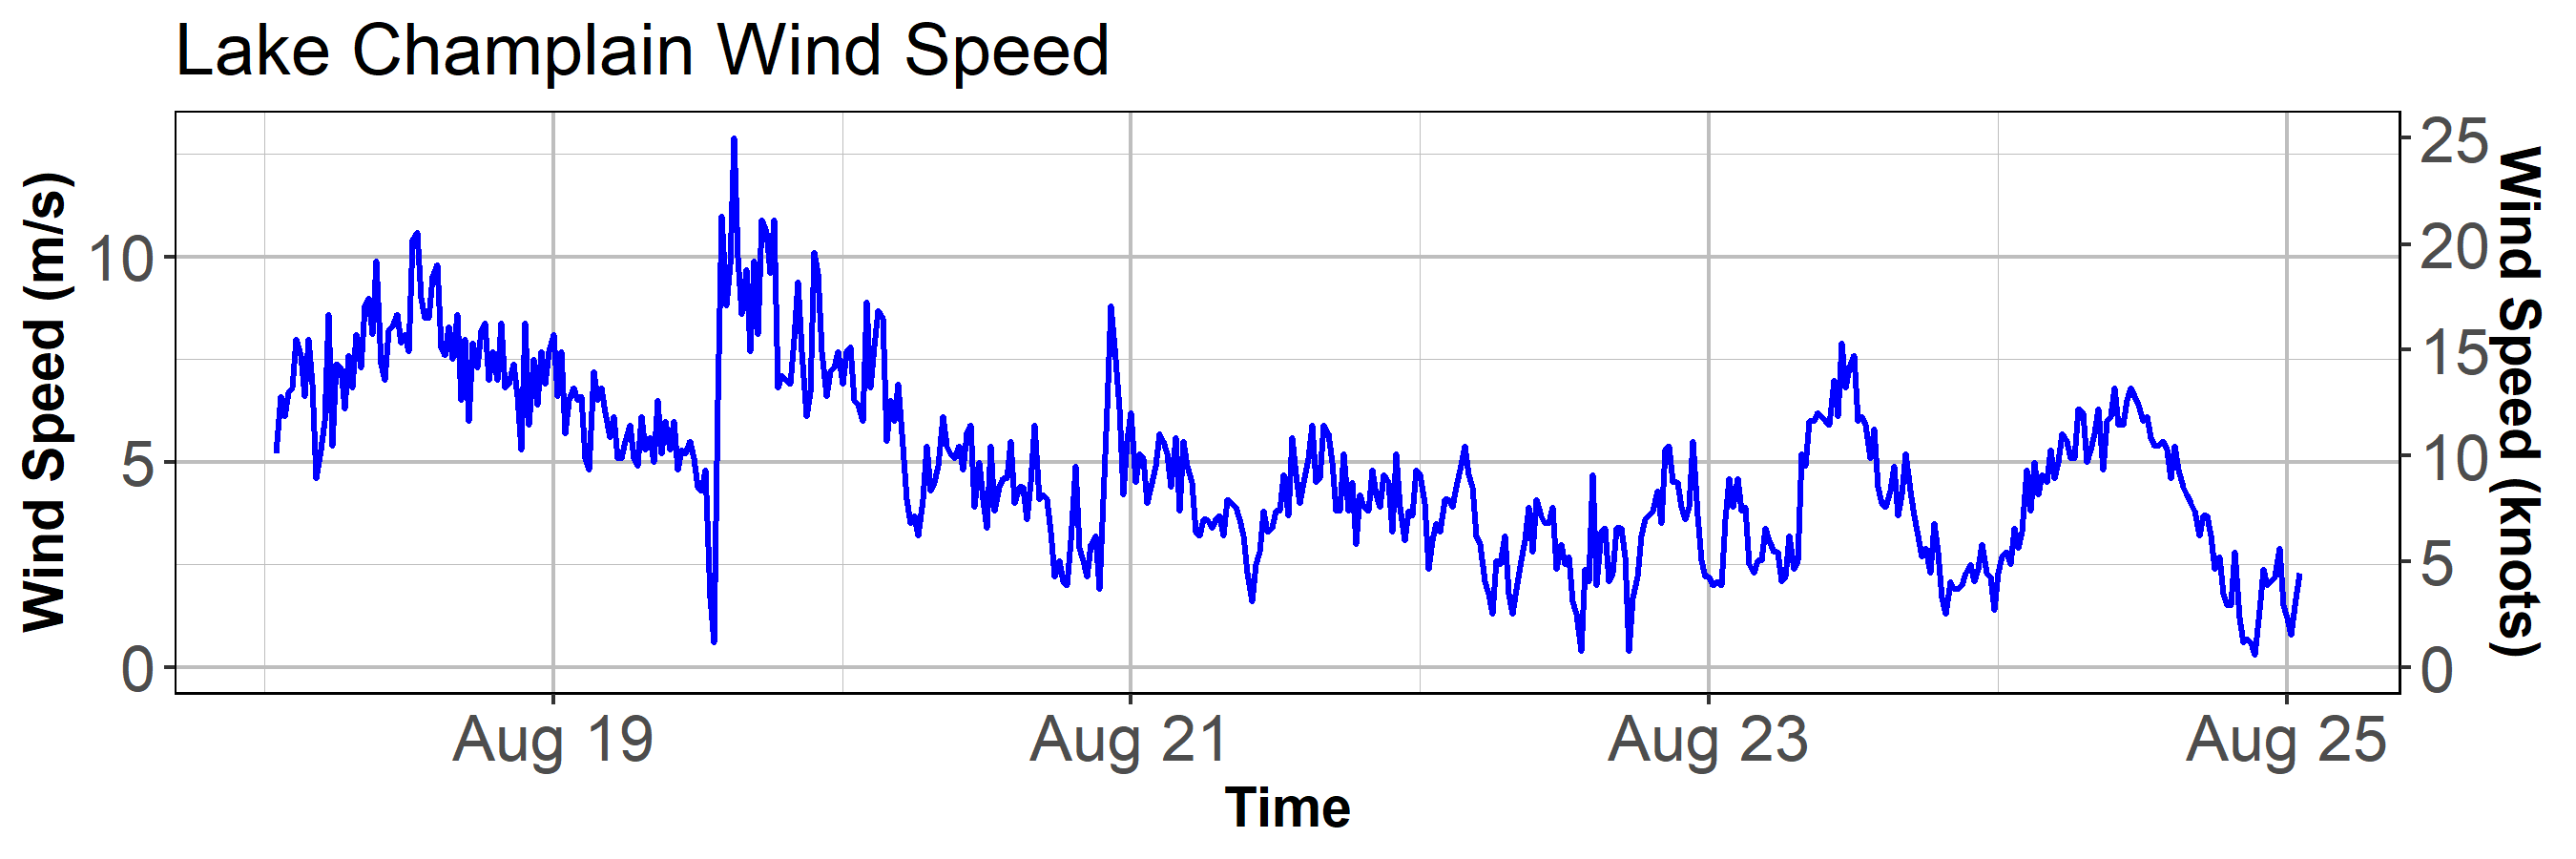 Lake Champlain Wind Speed
Wind Speed (m/s)
10
5
0
25
20
15
10
5
0
Wind Speed (knots)
Aug 19
Aug 21
Aug 23
Aug 25
Time